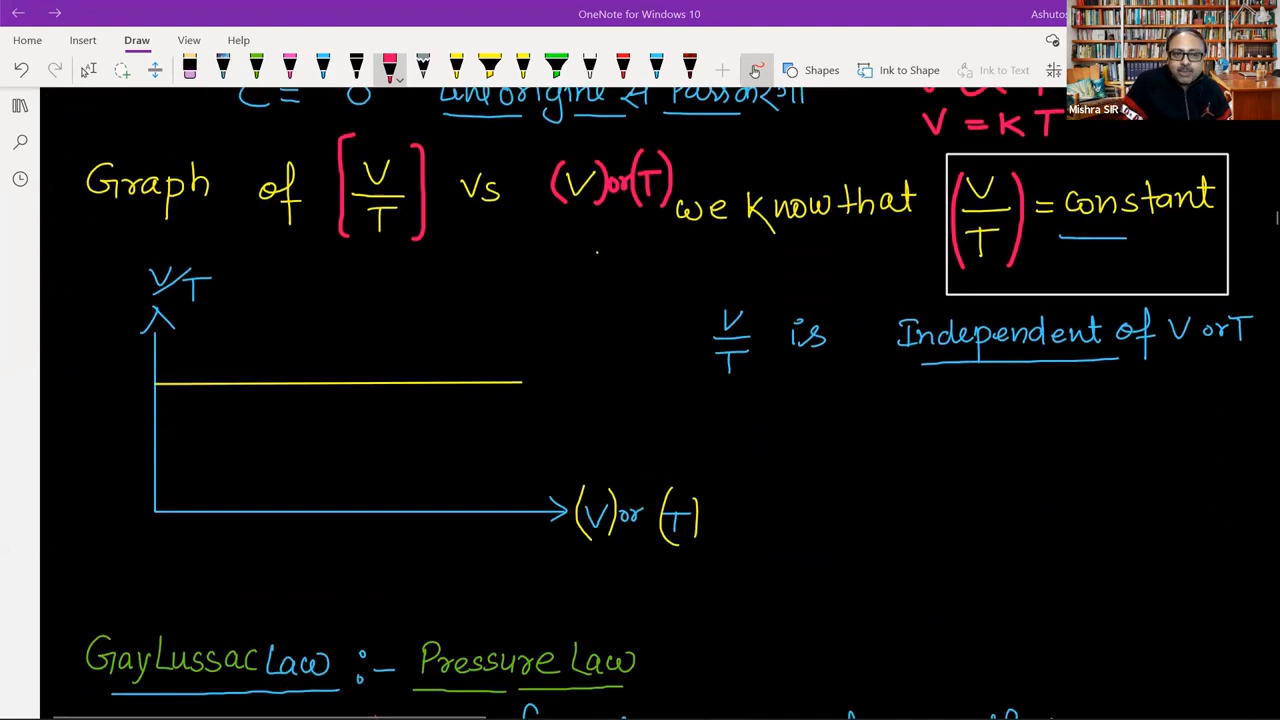 OneNote for Windows 10
Ashutos
Home Insert Draw View Help
Shapes Ink to Shape Ink to Text
Mishra SIR
V = K T
Graph of [V/T] vs (V) or (T) we know that (V/T) = constant
V/T
V/T is Independent of V or T
(V) or (T)
Gay Lussac Law :- Pressure Law